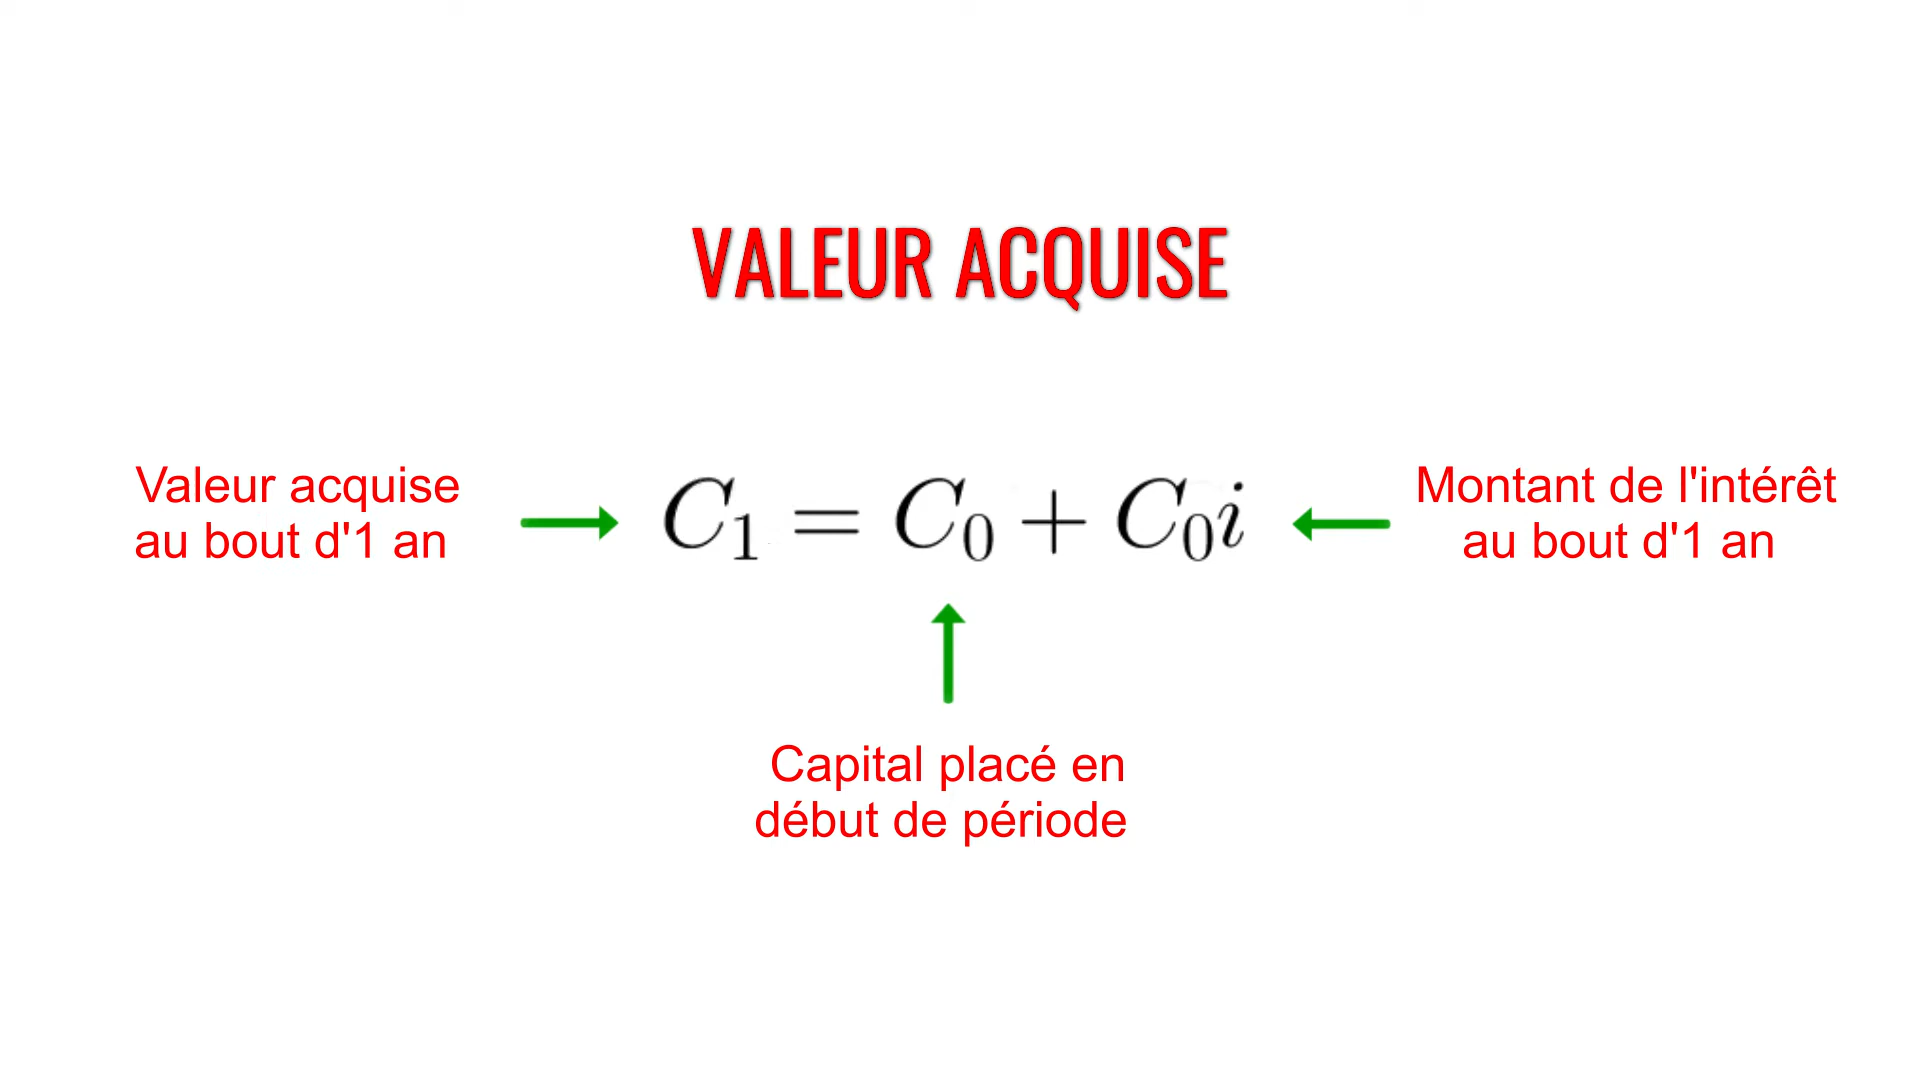 VALEUR ACQUISE
Valeur acquise
au bout d'1 an
C₁ = C₀ + C₀i
Montant de l'intérêt
au bout d'1 an
Capital placé en
début de période